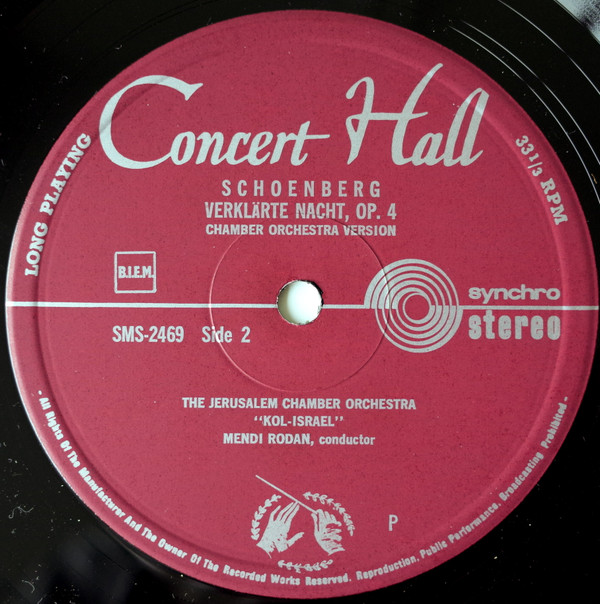 Concert Hall
LONG PLAYING
33 1/3 RPM
SCHOENBERG
VERKLÄRTE NACHT, OP. 4
CHAMBER ORCHESTRA VERSION
B.I.E.M.
synchro
stereo
SMS-2469 Side 2
THE JERUSALEM CHAMBER ORCHESTRA
"KOL-ISRAEL"
MENDI RODAN, conductor
P
- All Rights Of The Manufacturer And The Owner Of The Recorded Works Reserved. Reproduction, Public Performance, Broadcasting Prohibited -